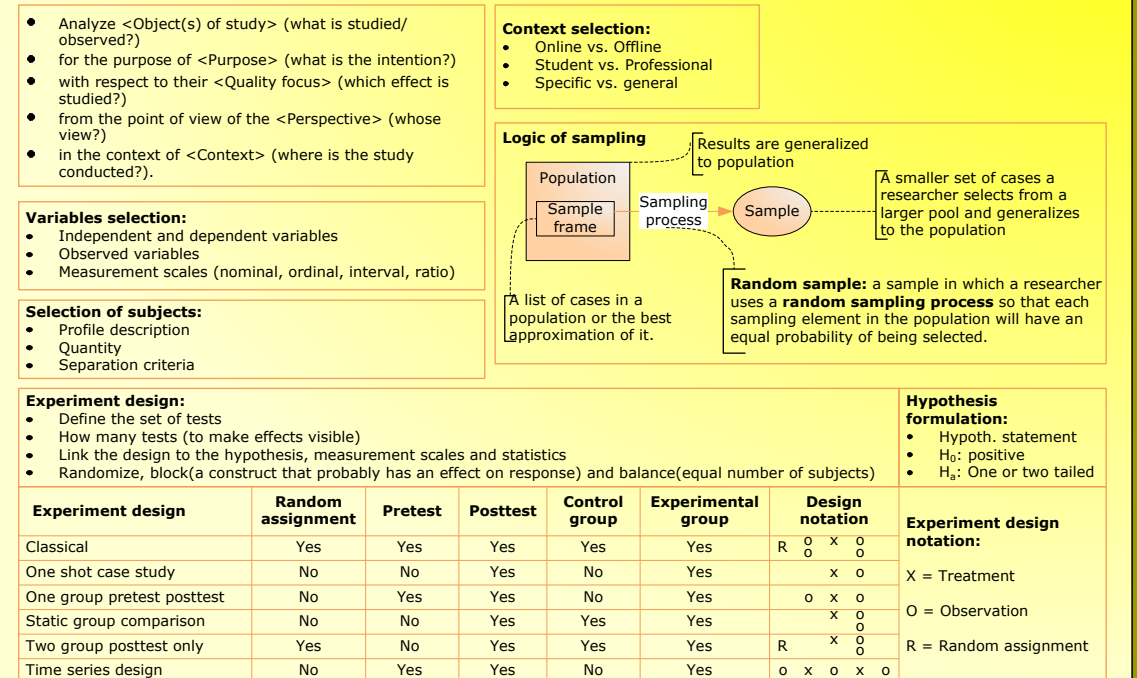 • Analyze <Object(s) of study> (what is studied/
observed?)
• for the purpose of <Purpose> (what is the intention?)
• with respect to their <Quality focus> (which effect is
studied?)
• from the point of view of the <Perspective> (whose
view?)
• in the context of <Context> (where is the study
conducted?).
Variables selection:
• Independent and dependent variables
• Observed variables
• Measurement scales (nominal, ordinal, interval, ratio)
Selection of subjects:
• Profile description
• Quantity
• Separation criteria
Context selection:
• Online vs. Offline
• Student vs. Professional
• Specific vs. general
Logic of sampling
Results are generalized
to population
Population
Sample
frame
Sampling
process
Sample
A smaller set of cases a
researcher selects from a
larger pool and generalizes
to the population
A list of cases in a
population or the best
approximation of it.
Random sample: a sample in which a researcher
uses a random sampling process so that each
sampling element in the population will have an
equal probability of being selected.
Experiment design:
• Define the set of tests
• How many tests (to make effects visible)
• Link the design to the hypothesis, measurement scales and statistics
• Randomize, block(a construct that probably has an effect on response) and balance(equal number of subjects)
Hypothesis
formulation:
• Hypoth. statement
• H₀: positive
• Hₐ: One or two tailed
Experiment design Random assignment Pretest Posttest Control group Experimental group Design notation
Classical Yes Yes Yes Yes Yes R o x o
o o
One shot case study No No Yes No Yes x o
One group pretest posttest No Yes Yes No Yes o x o
Static group comparison No No Yes Yes Yes x o
o
Two group posttest only Yes No Yes Yes Yes R x o
o
Time series design No Yes Yes No Yes o x o x o
Experiment design
notation:
X = Treatment
O = Observation
R = Random assignment